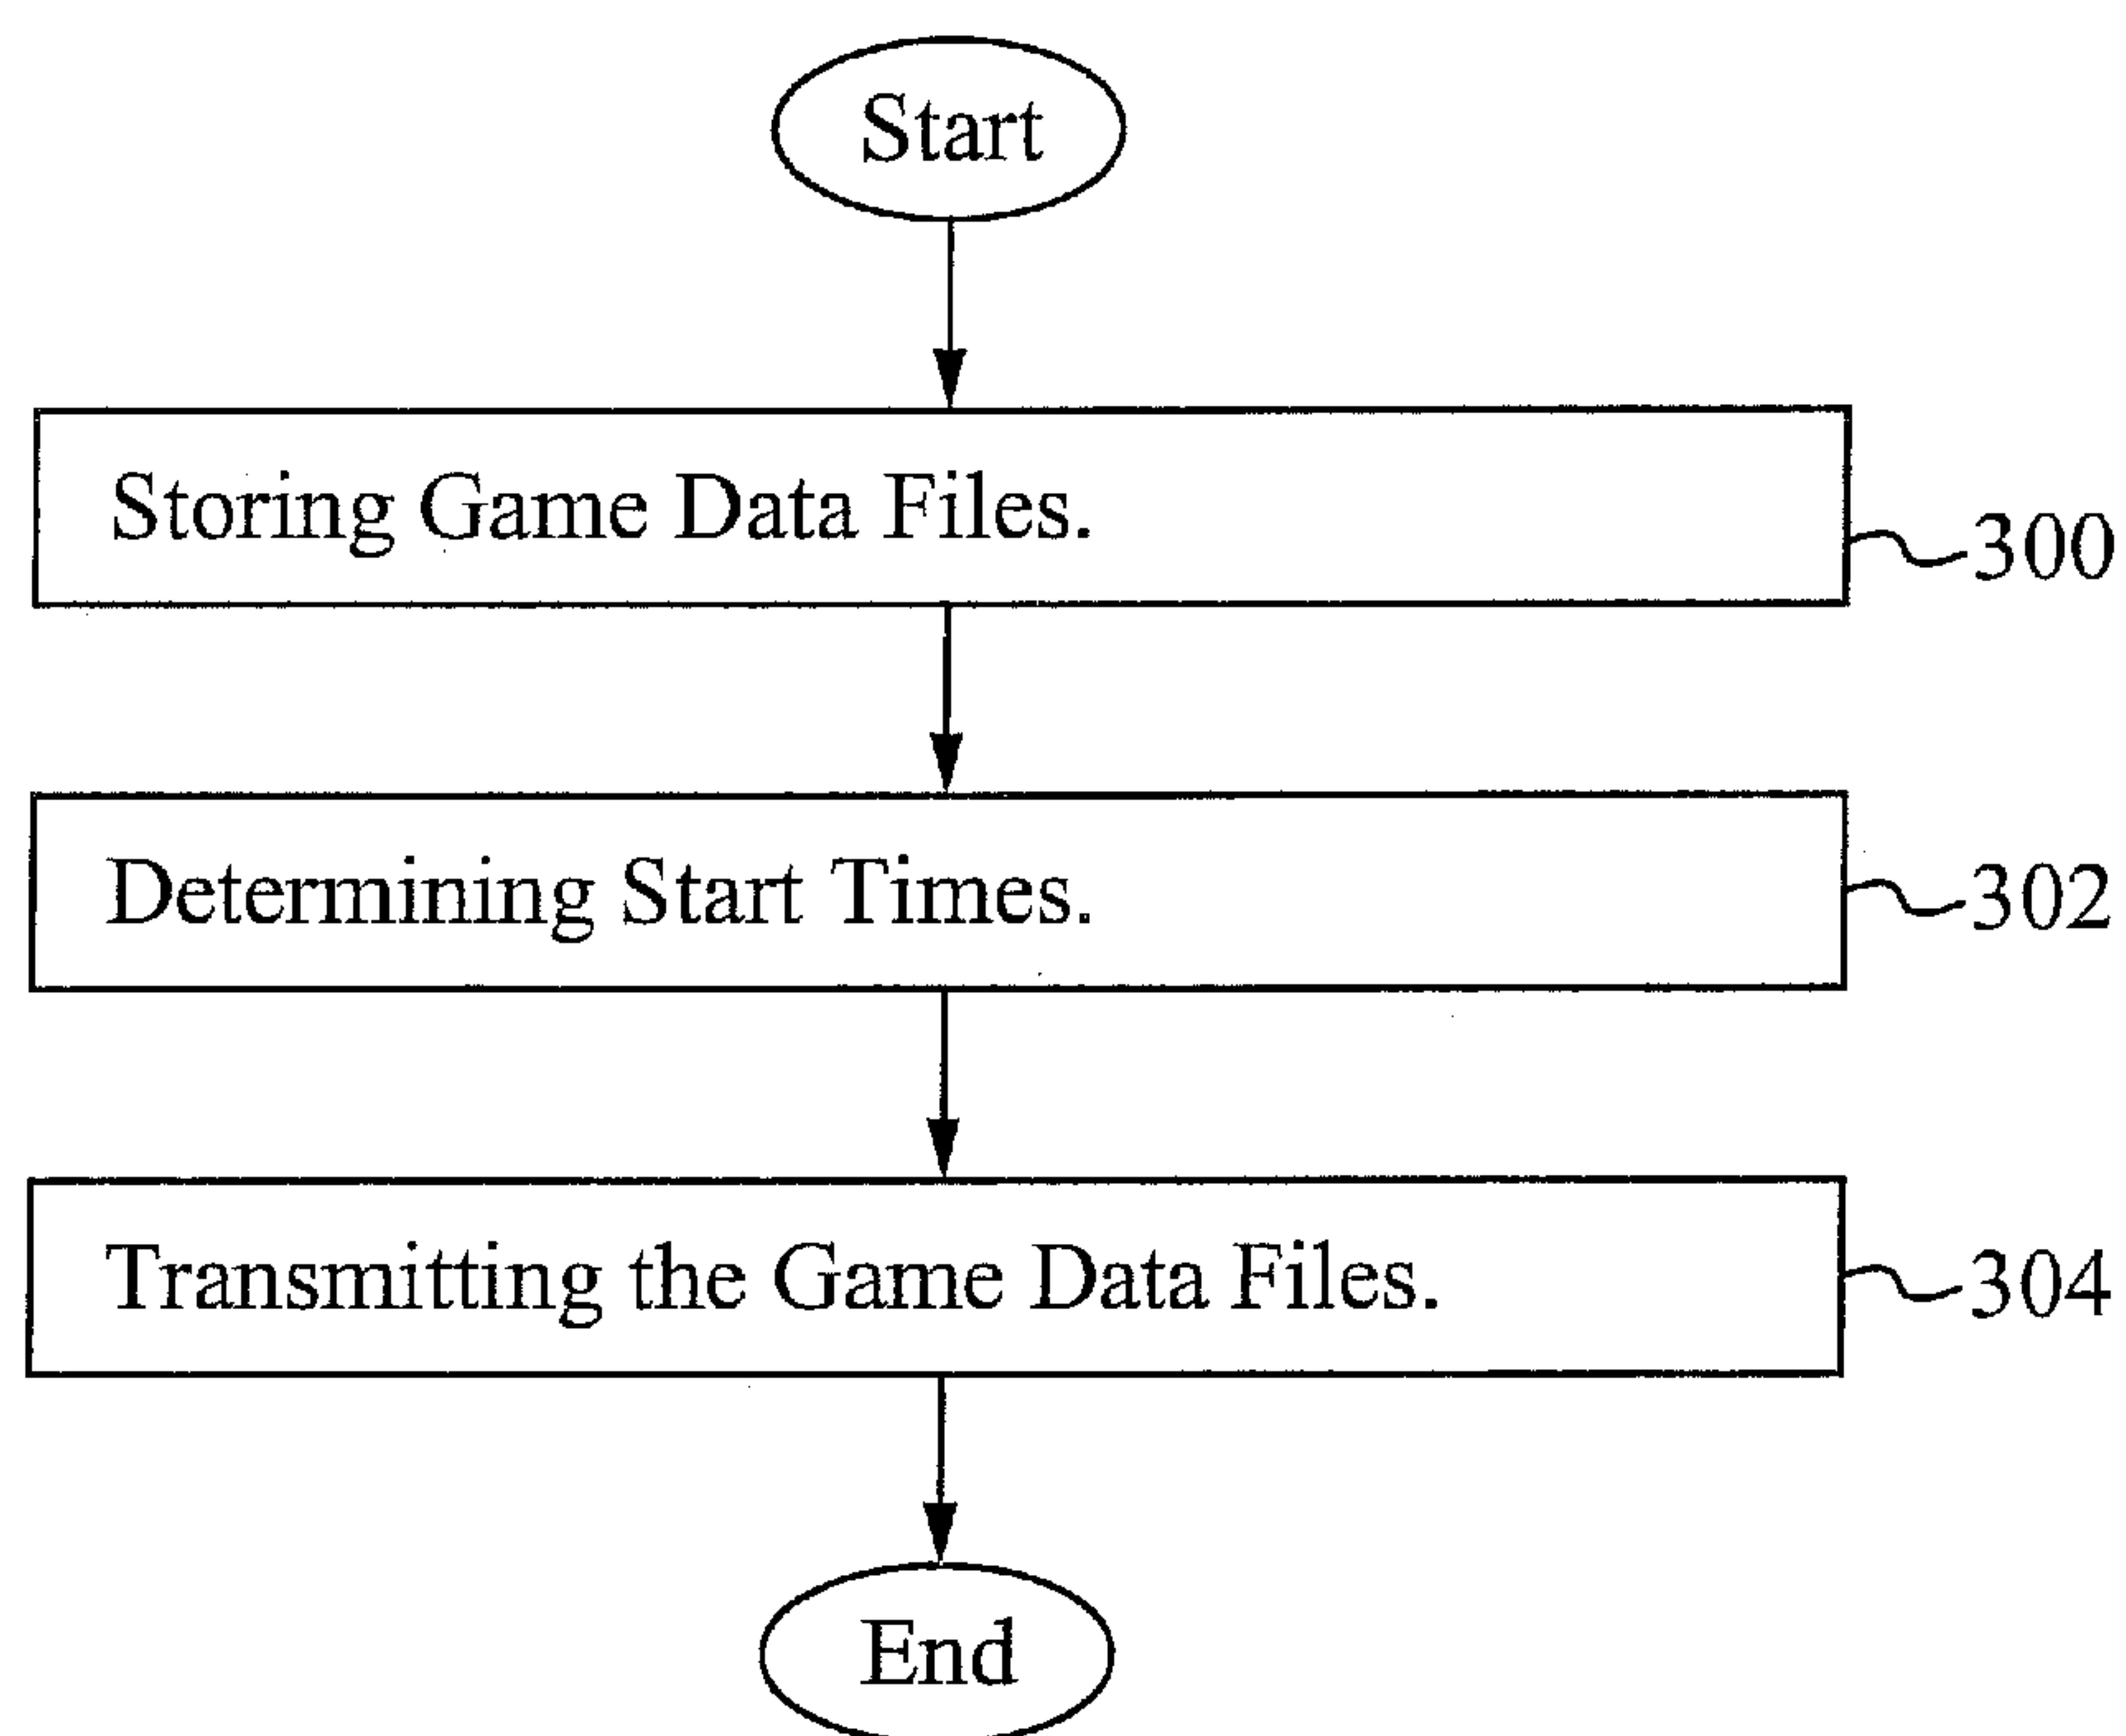 Start
Storing Game Data Files.
300
Determining Start Times.
302
Transmitting the Game Data Files.
304
End